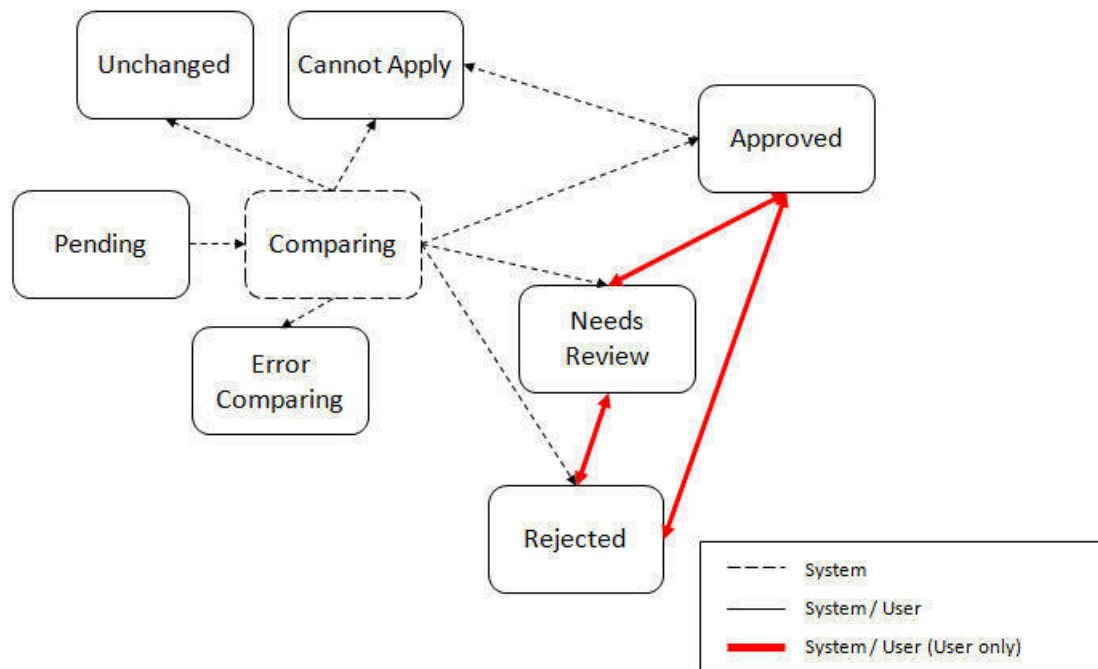 Unchanged
Cannot Apply
Approved
Pending
Comparing
Needs
Review
Error
Comparing
Rejected
System
System / User
System / User (User only)